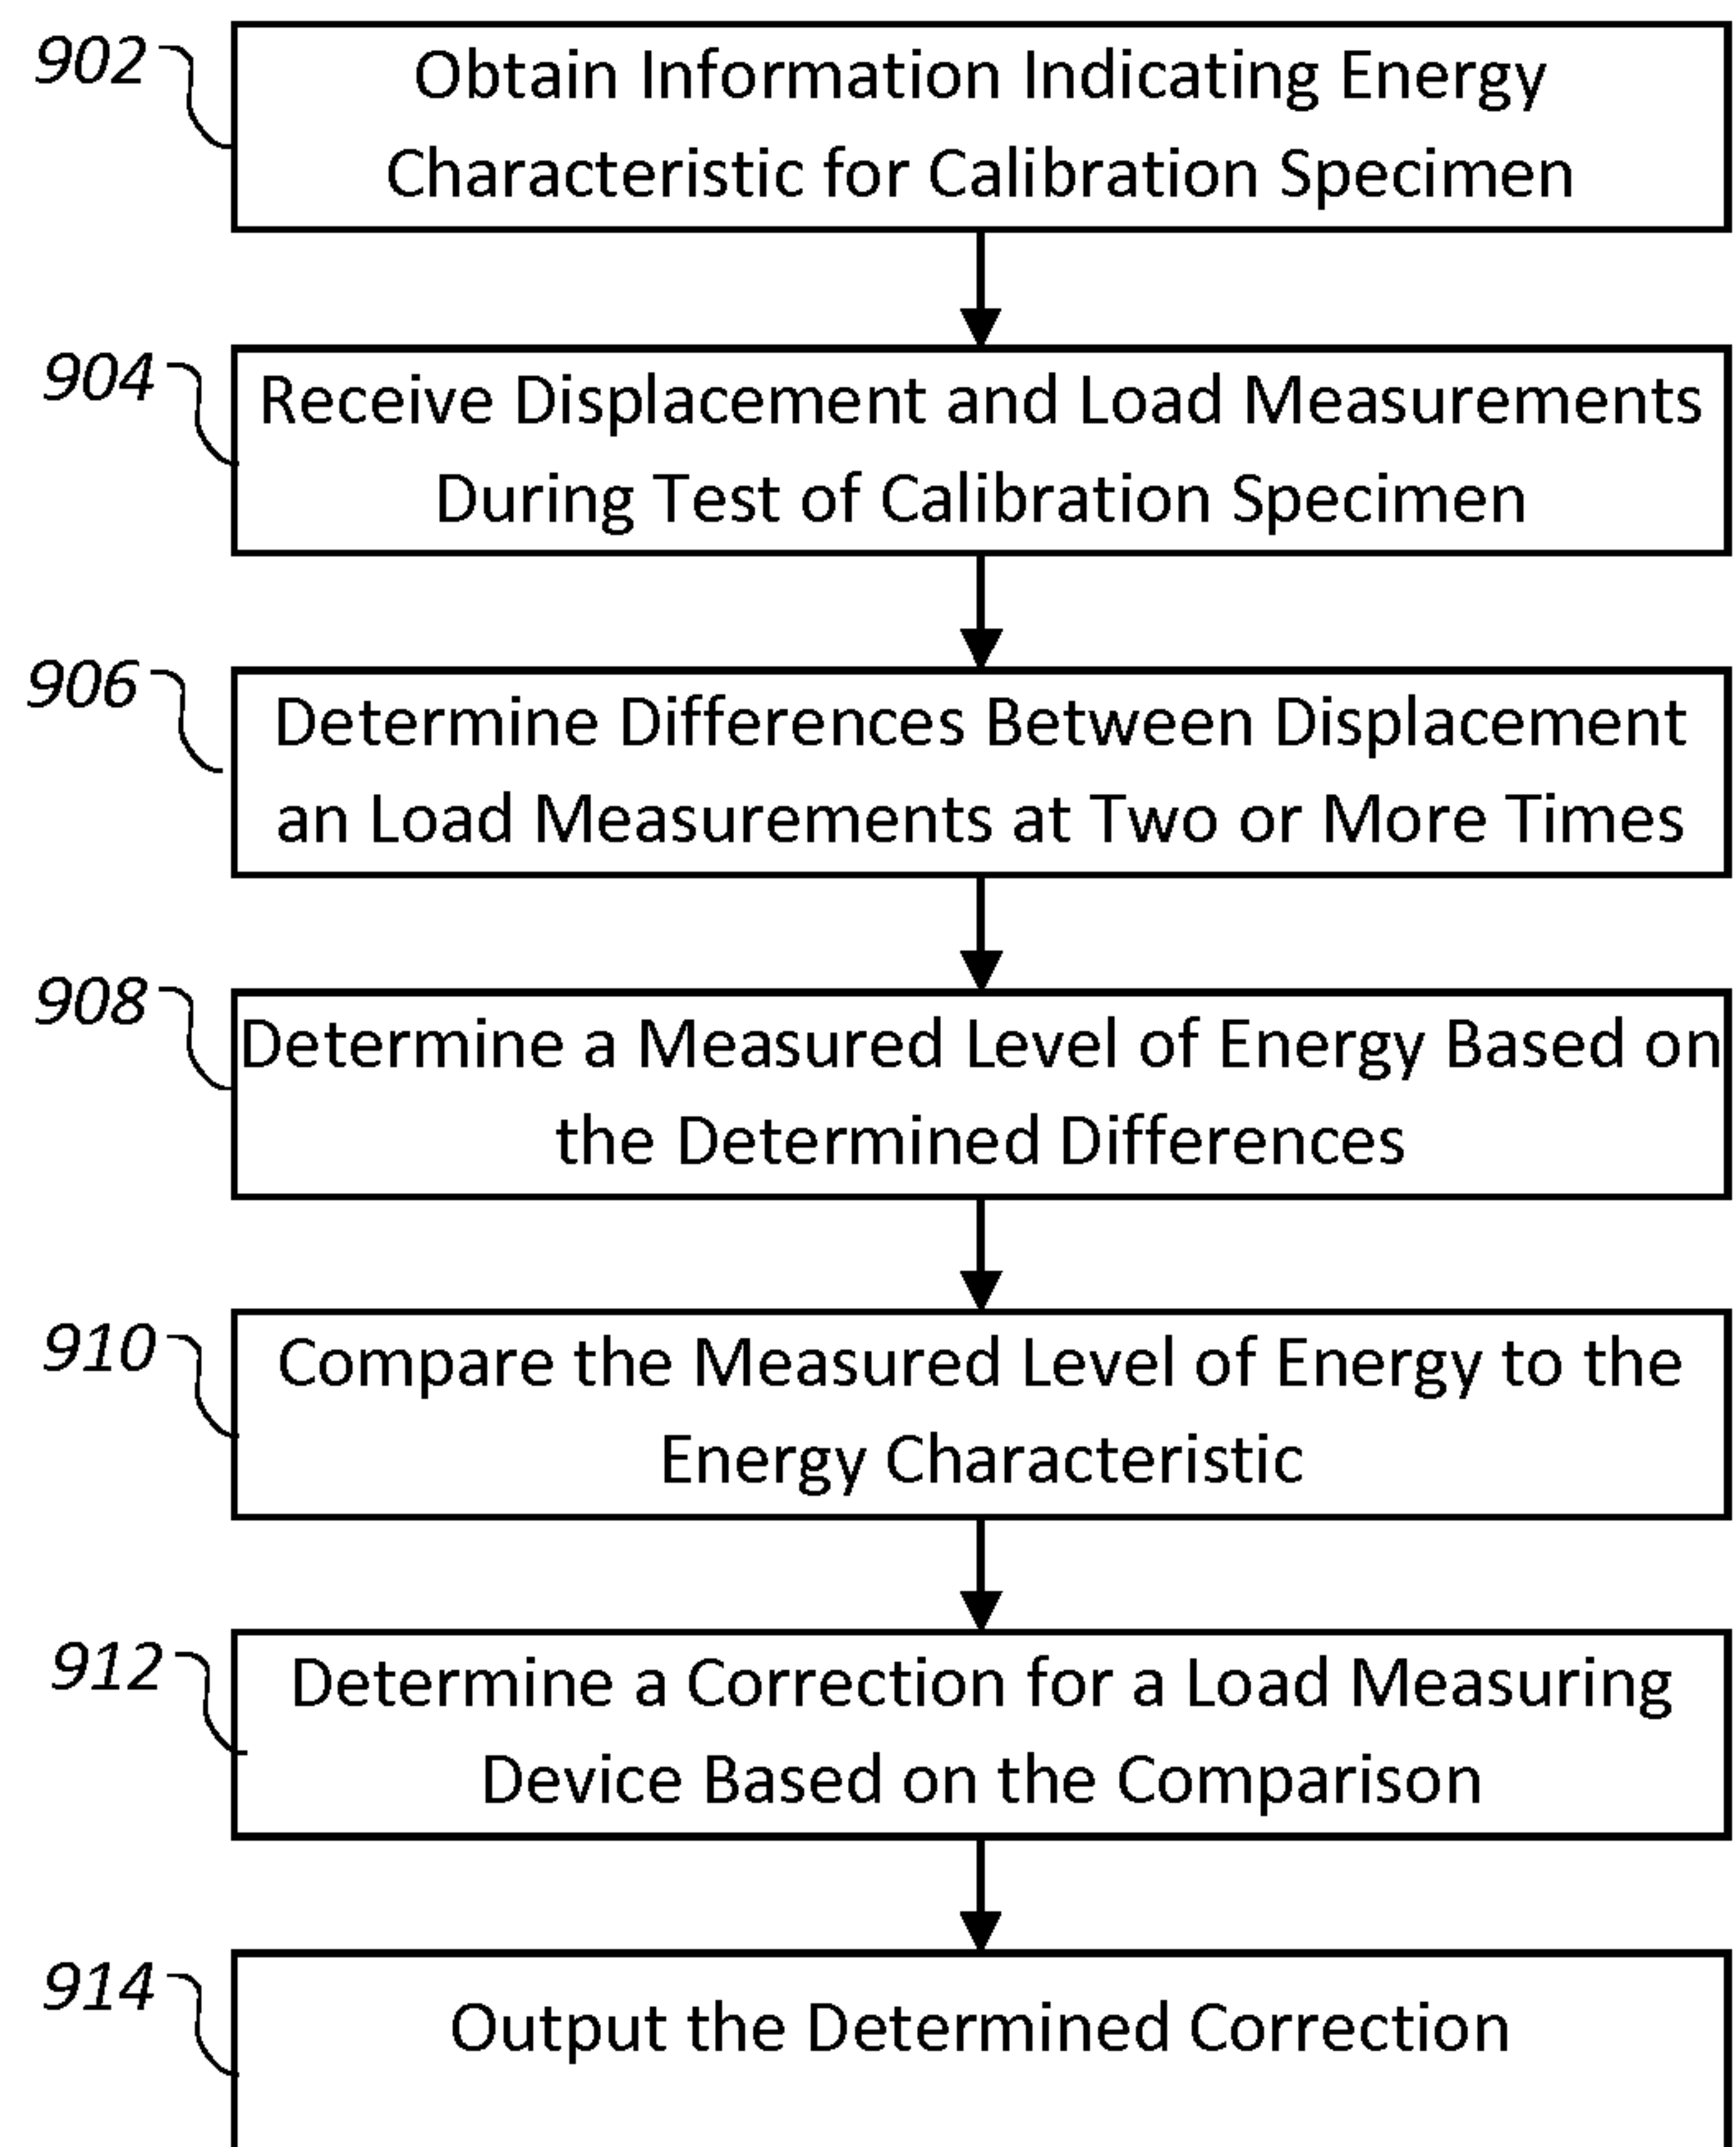 902
Obtain Information Indicating Energy
Characteristic for Calibration Specimen
904
Receive Displacement and Load Measurements
During Test of Calibration Specimen
906
Determine Differences Between Displacement
an Load Measurements at Two or More Times
908
Determine a Measured Level of Energy Based on
the Determined Differences
910
Compare the Measured Level of Energy to the
Energy Characteristic
912
Determine a Correction for a Load Measuring
Device Based on the Comparison
914
Output the Determined Correction